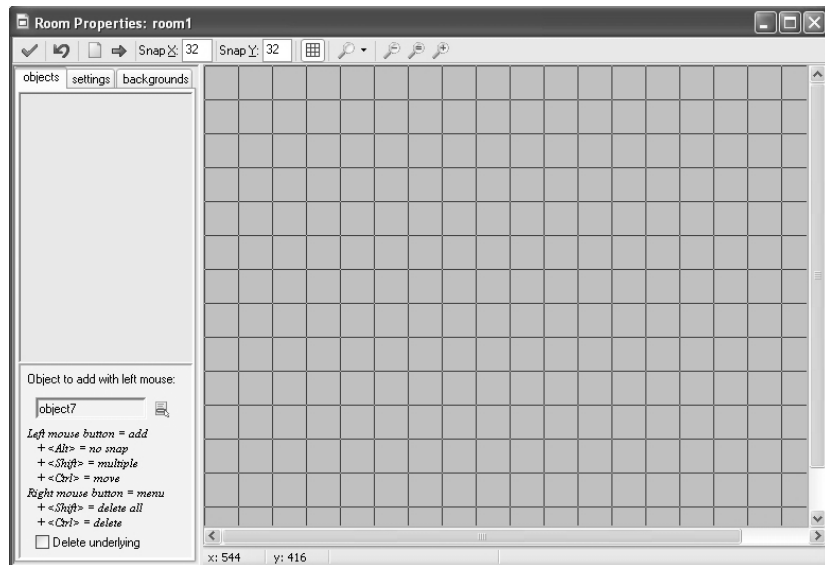 Room Properties: room1
Snap X: 32 Snap Y: 32
objects settings backgrounds
Object to add with left mouse:
object7
Left mouse button = add
+ <Alt> = no snap
+ <Shift> = multiple
+ <Ctrl> = move
Right mouse button = menu
+ <Shift> = delete all
+ <Ctrl> = delete
Delete underlying
x: 544 y: 416